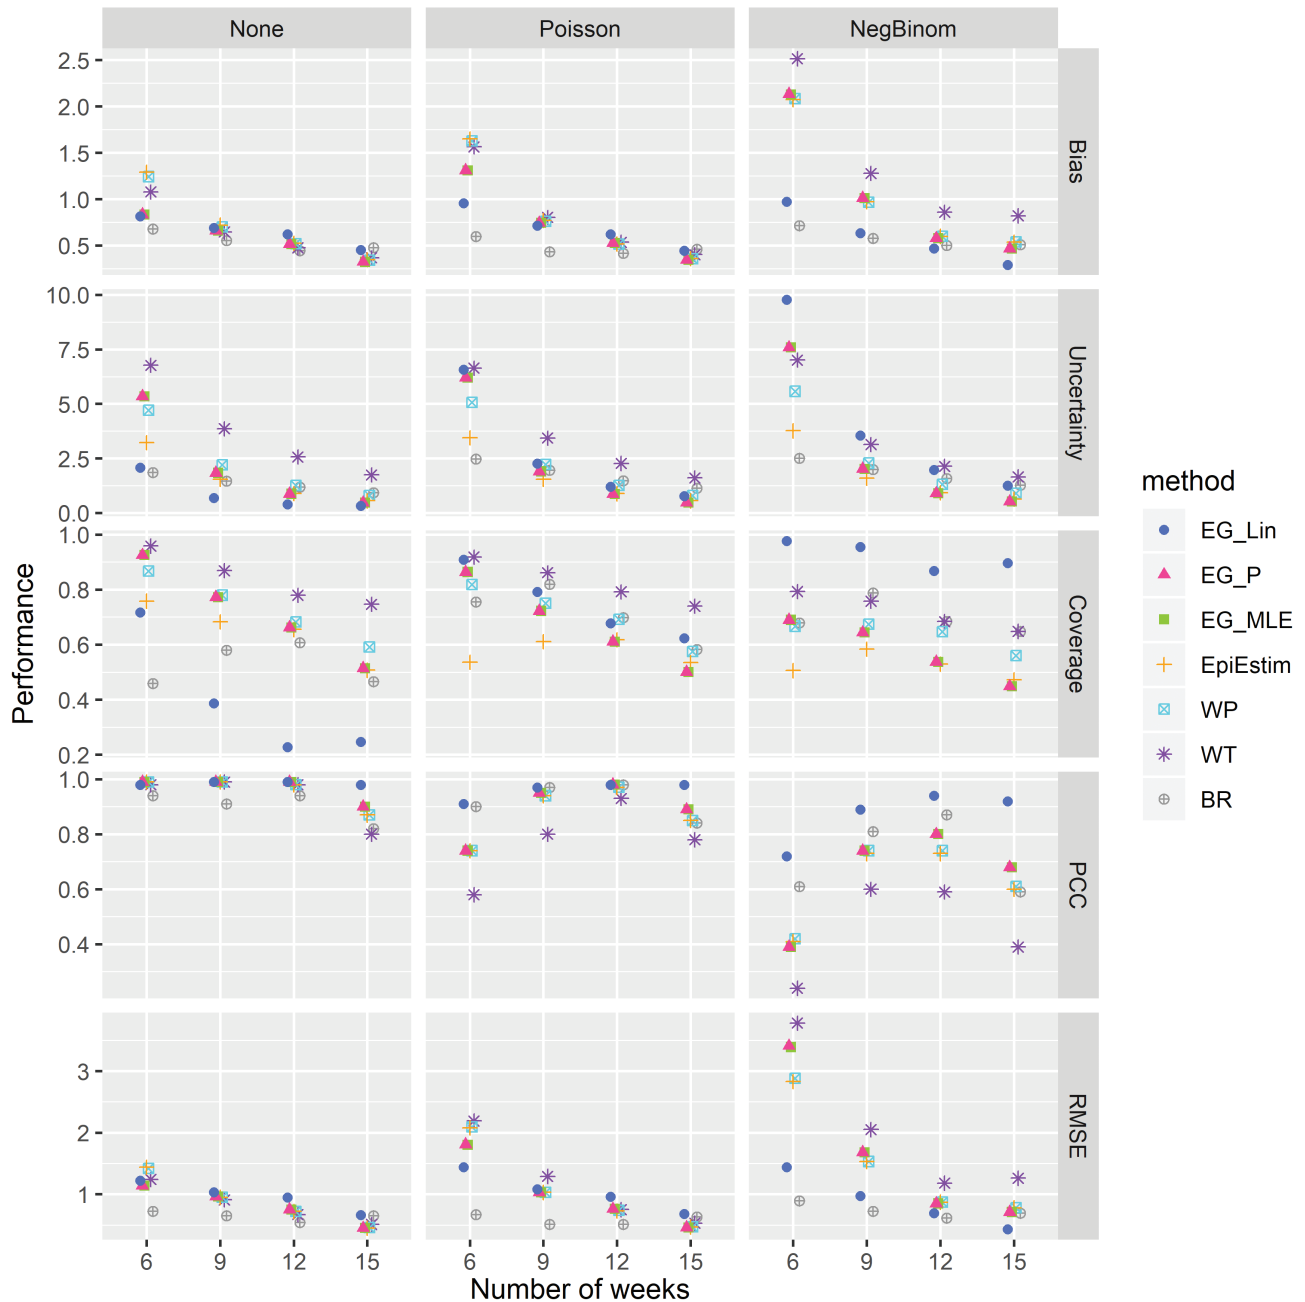 None Poisson NegBinom
2.5
2.0
1.5
1.0
0.5
Bias
10.0
7.5
5.0
2.5
0.0
Uncertainty
1.0
0.8
0.6
0.4
0.2
Coverage
1.0
0.8
0.6
0.4
PCC
3
2
1
RMSE
Performance
6 9 12 15 6 9 12 15 6 9 12 15
Number of weeks
method
EG_Lin
EG_P
EG_MLE
EpiEstim
WP
WT
BR